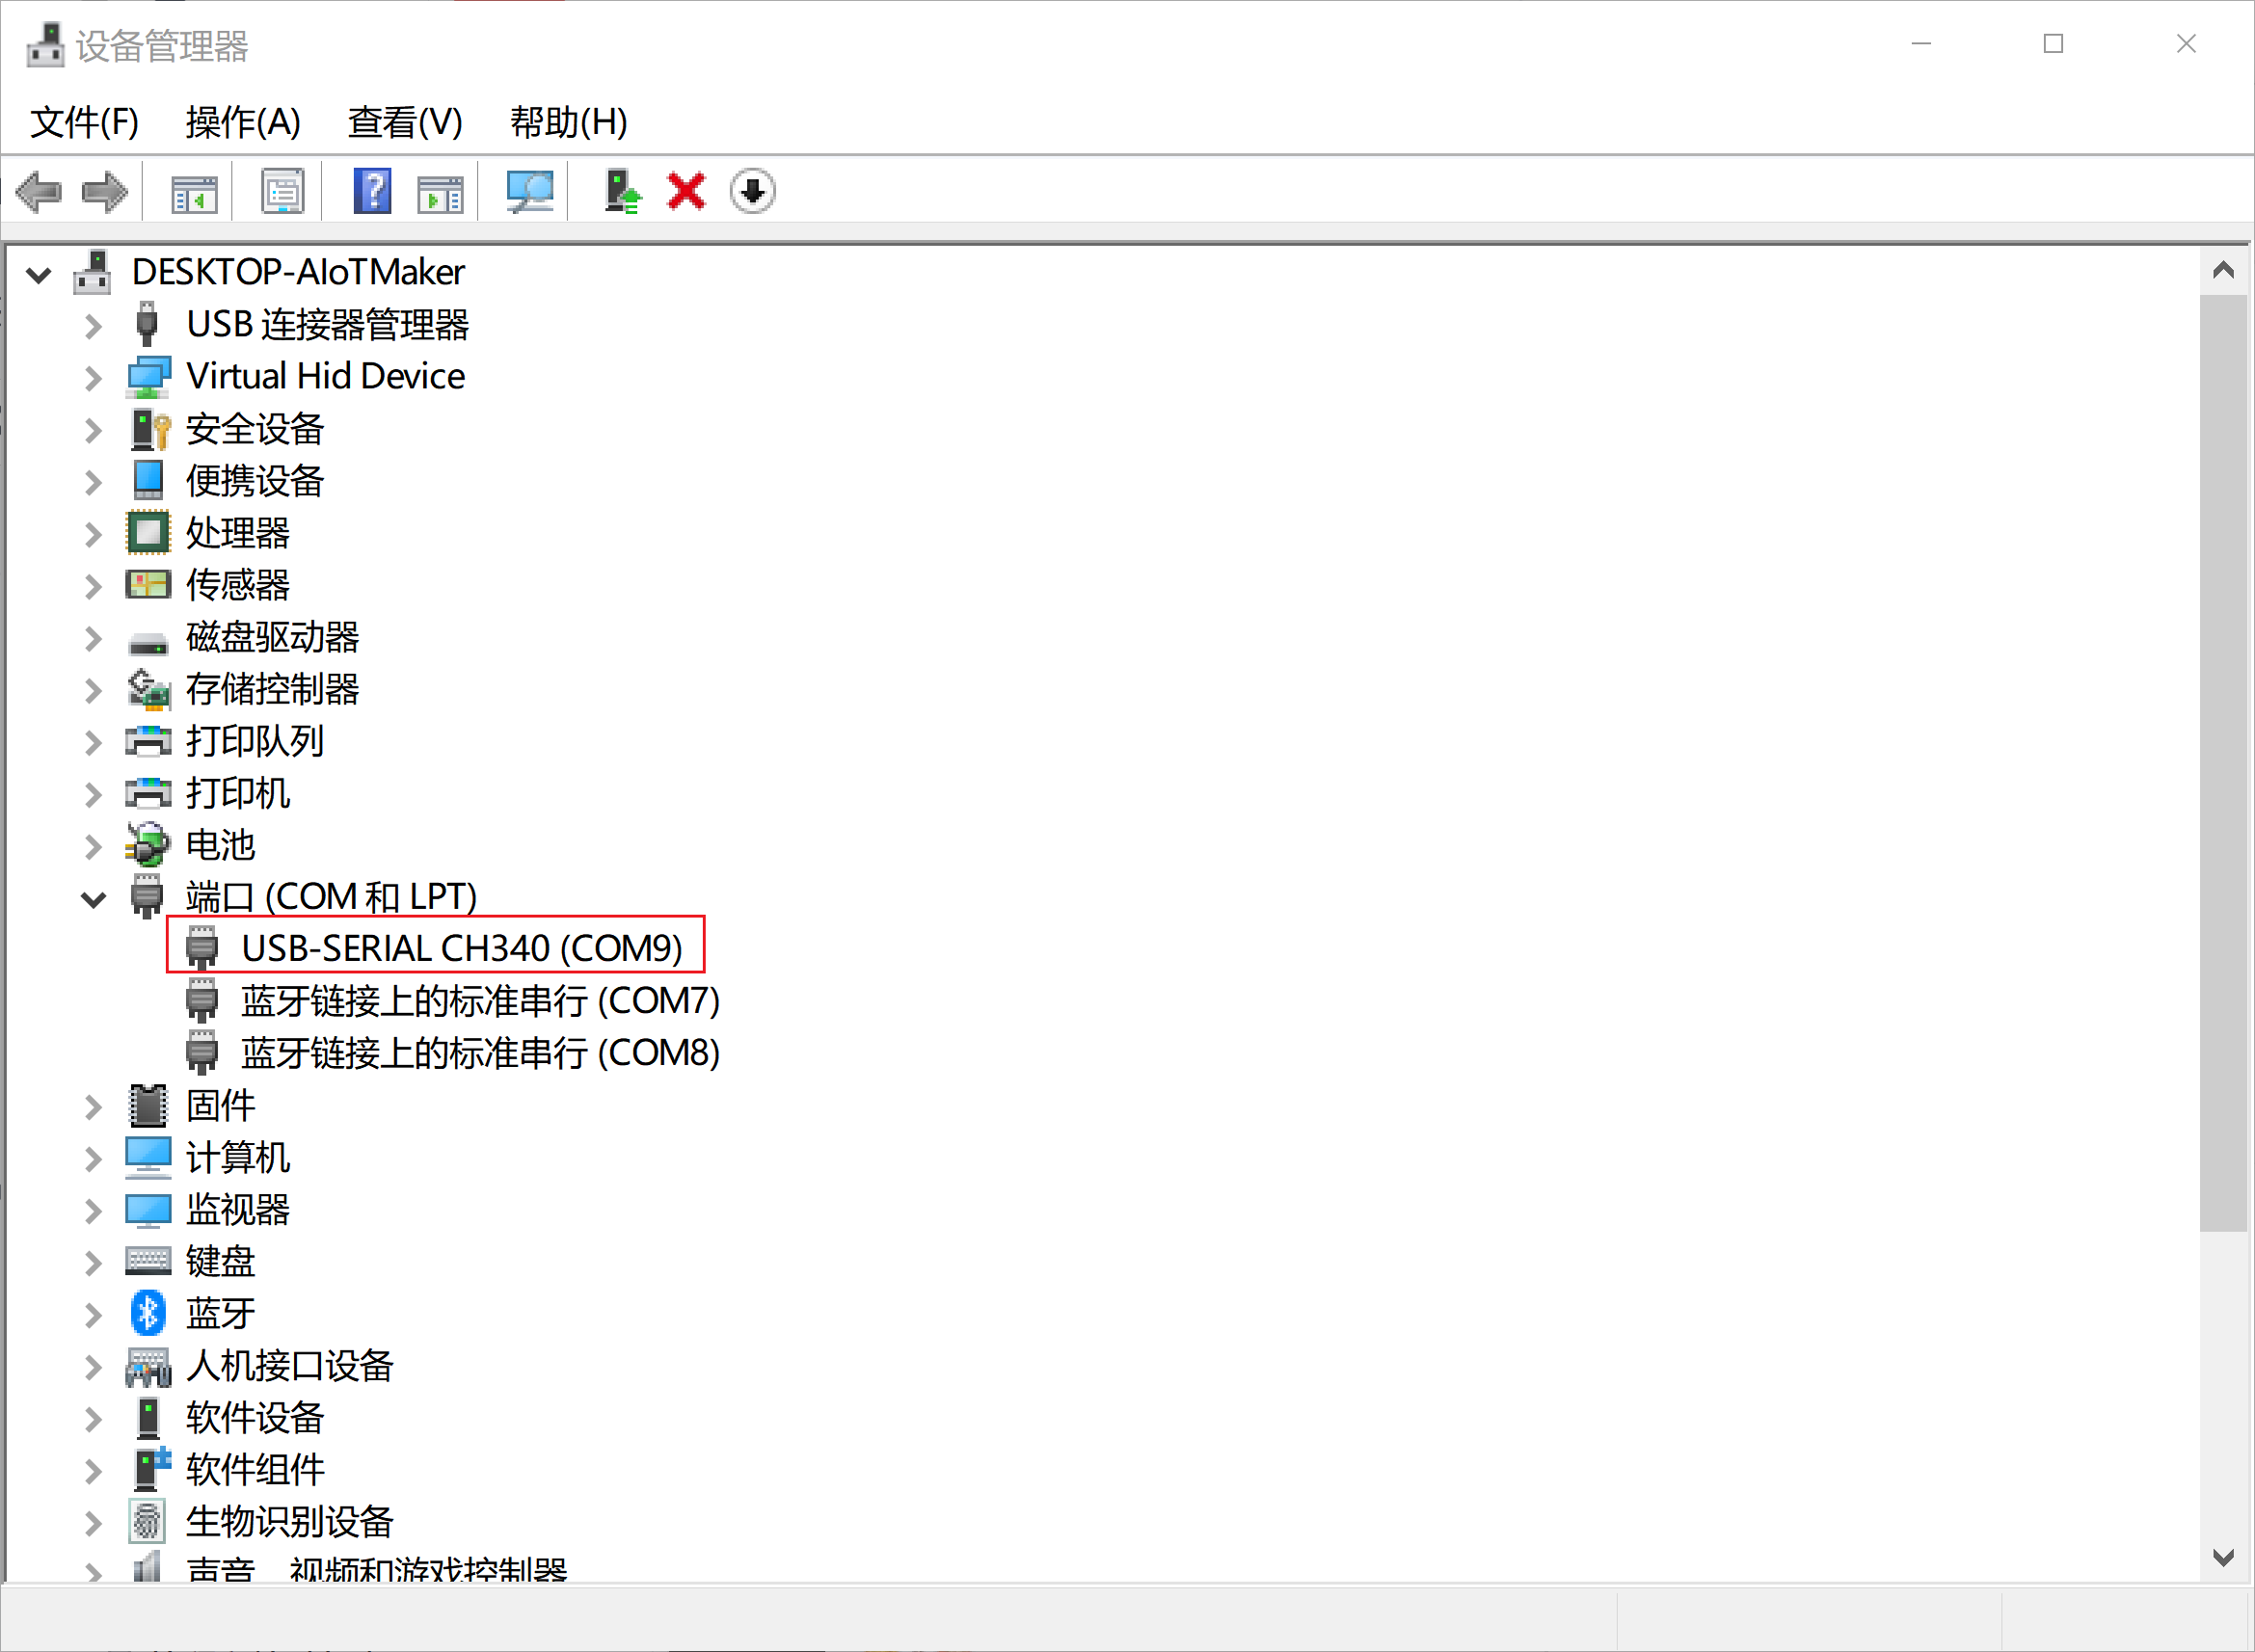 设备管理器
文件(F) 操作(A) 查看(V) 帮助(H)
DESKTOP-AIoTMaker
USB 连接器管理器
Virtual Hid Device
安全设备
便携设备
处理器
传感器
磁盘驱动器
存储控制器
打印队列
打印机
电池
端口 (COM 和 LPT)
USB-SERIAL CH340 (COM9)
蓝牙链接上的标准串行 (COM7)
蓝牙链接上的标准串行 (COM8)
固件
计算机
监视器
键盘
蓝牙
人机接口设备
软件设备
软件组件
生物识别设备
声音、视频和游戏控制器